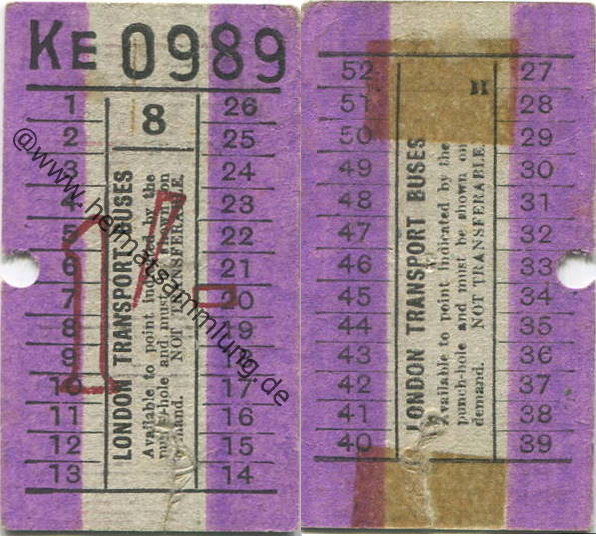 KE 0989
8
1 26
2 25
3 24
4 23
5 22
6 21
7 20
8 19
9 18
10 17
11 16
12 15
13 14
LONDON TRANSPORT BUSES
Available to point indicated by the
punch-hole and must be shown on
demand. NOT TRANSFERABLE.
1/-
@www.heimatsammlung.de
52 27
51 28
50 29
49 30
48 31
47 32
46 33
45 34
44 35
43 36
42 37
41 38
40 39
LONDON TRANSPORT BUSES
Available to point indicated by the
punch-hole and must be shown on
demand. NOT TRANSFERABLE.